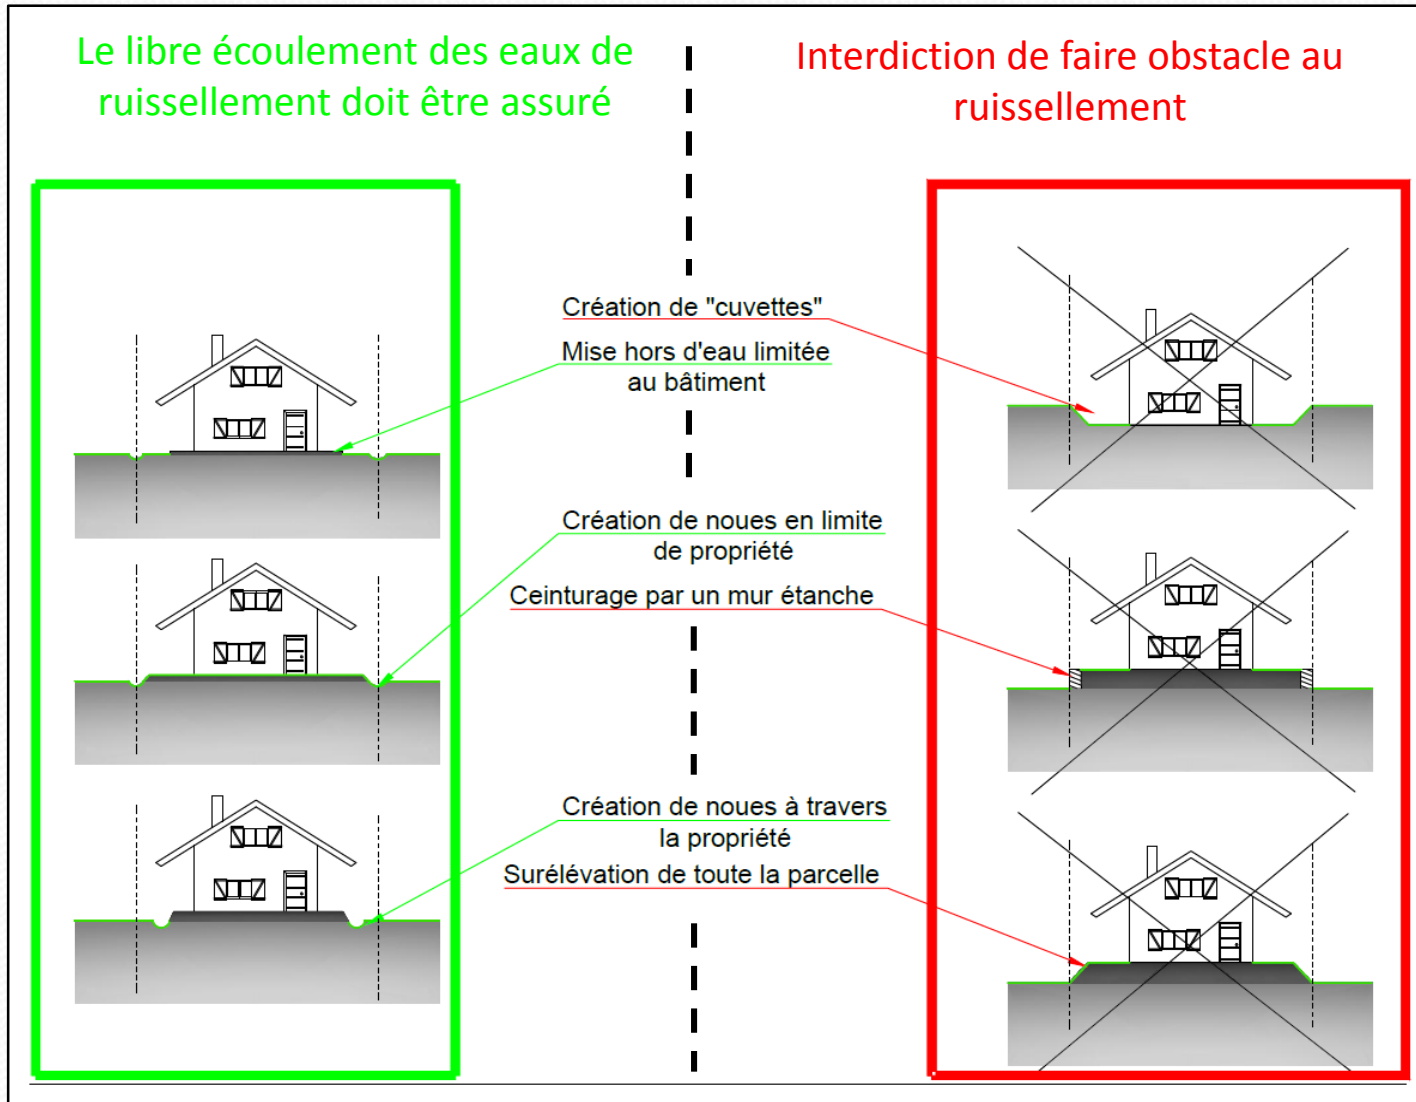 Le libre écoulement des eaux de
ruissellement doit être assuré
Interdiction de faire obstacle au
ruissellement
Création de "cuvettes"
Mise hors d'eau limitée
au bâtiment
Création de noues en limite
de propriété
Ceinturage par un mur étanche
Création de noues à travers
la propriété
Surélévation de toute la parcelle